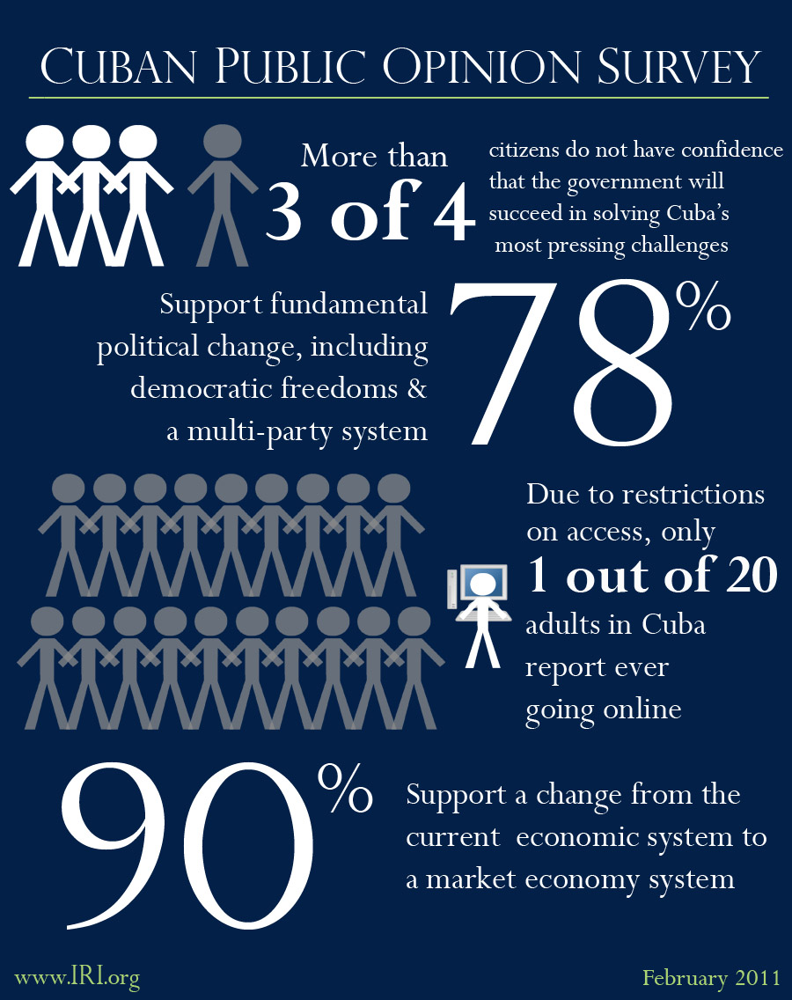 CUBAN PUBLIC OPINION SURVEY
More than
3 of 4
citizens do not have confidence
that the government will
succeed in solving Cuba's
most pressing challenges
Support fundamental
political change, including
democratic freedoms &
a multi-party system
78%
Due to restrictions
on access, only
1 out of 20
adults in Cuba
report ever
going online
90%
Support a change from the
current economic system to
a market economy system
www.IRI.org
February 2011